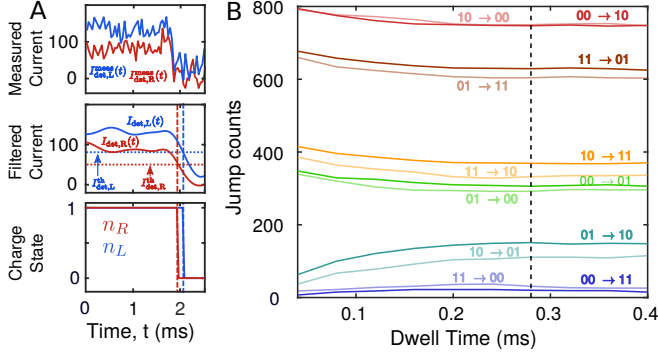 A
Measured
Current
100
0
I^meas_det,L(t) I^meas_det,R(t)
Filtered
Current
100
0
I_det,L(t)
I_det,R(t)
I^th_det,L
I^th_det,R
Charge
State
1
0
n_R
n_L
0 1 2
Time, t (ms)
B
Jump counts
800
600
400
200
0
10 → 00
00 → 10
11 → 01
01 → 11
10 → 11
11 → 10
00 → 01
01 → 00
01 → 10
10 → 01
11 → 00
00 → 11
0.1 0.2 0.3 0.4
Dwell Time (ms)